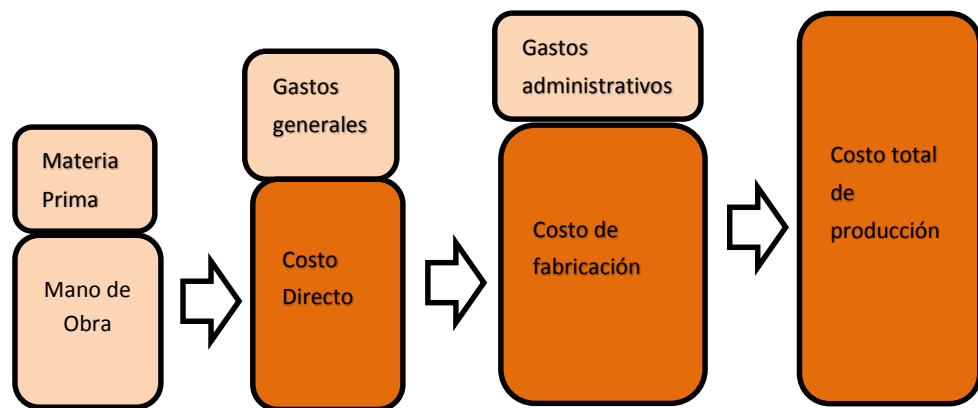 Materia
Prima
Mano de
Obra
Gastos
generales
Costo
Directo
Gastos
administrativos
Costo de
fabricación
Costo total
de
producción